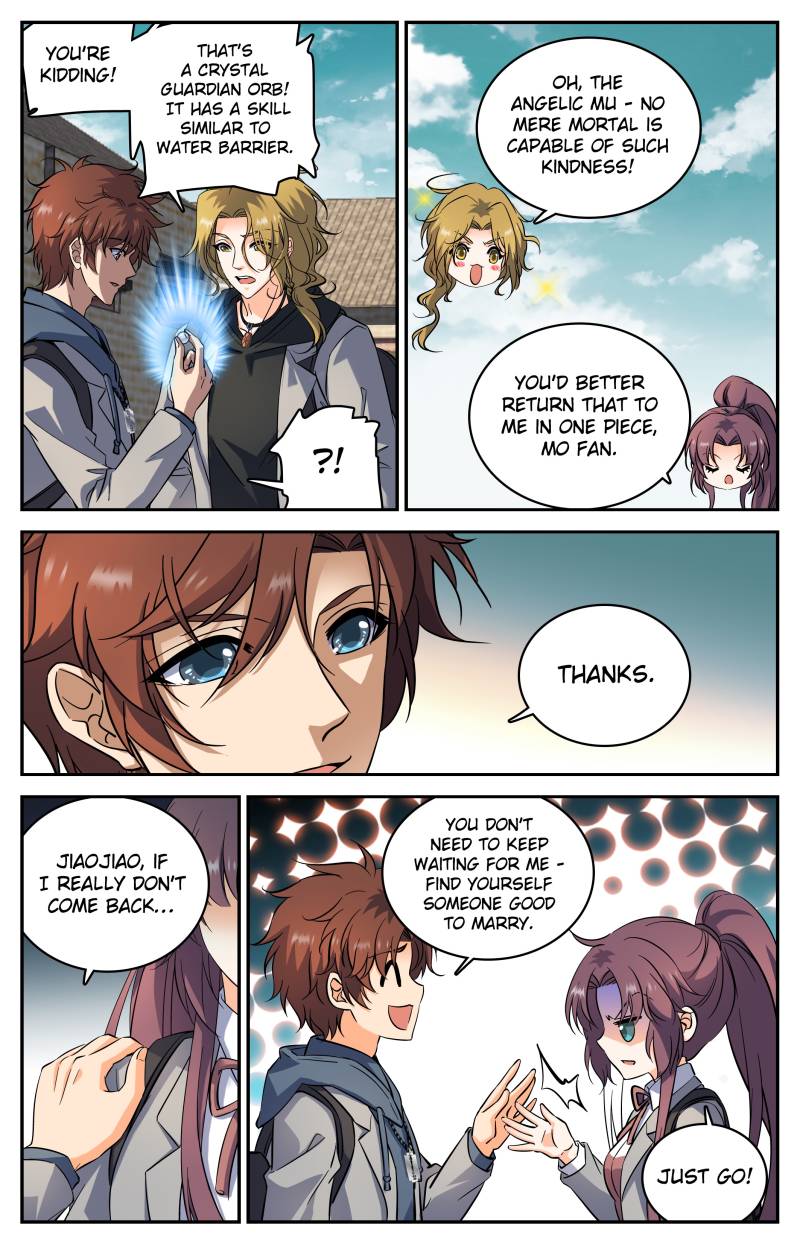 YOU'RE
KIDDING!
THAT'S
A CRYSTAL
GUARDIAN ORB!
IT HAS A SKILL
SIMILAR TO
WATER BARRIER.
?!
OH, THE
ANGELIC MU - NO
MERE MORTAL IS
CAPABLE OF SUCH
KINDNESS!
YOU'D BETTER
RETURN THAT TO
ME IN ONE PIECE,
MO FAN.
THANKS.
JIAOJIAO, IF
I REALLY DON'T
COME BACK...
YOU DON'T
NEED TO KEEP
WAITING FOR ME -
FIND YOURSELF
SOMEONE GOOD
TO MARRY.
JUST GO!